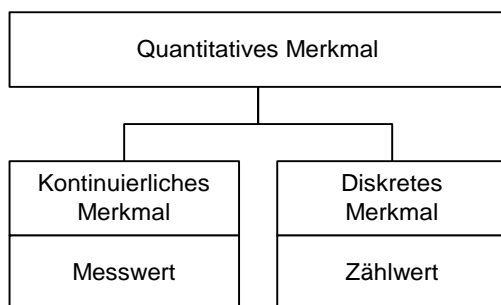 Quantitatives Merkmal
Kontinuierliches
Merkmal
Messwert
Diskretes
Merkmal
Zählwert